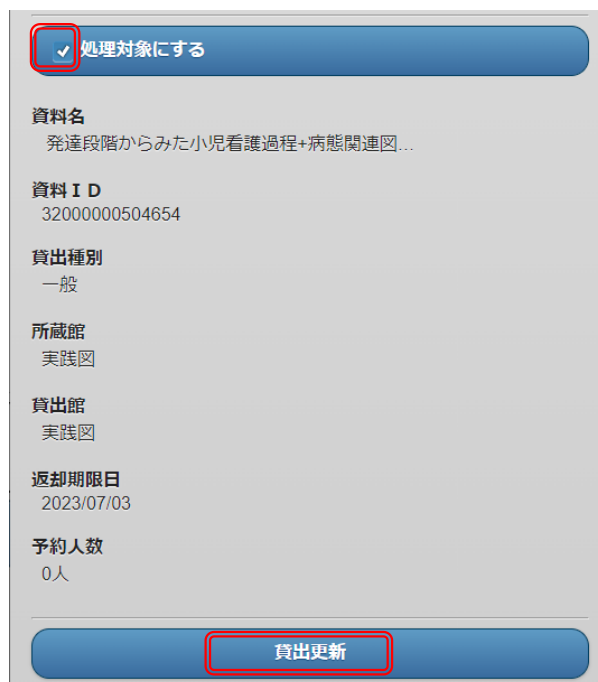 処理対象にする
資料名
発達段階からみた小児看護過程+病態関連図...
資料ＩＤ
32000000504654
貸出種別
一般
所蔵館
実践図
貸出館
実践図
返却期限日
2023/07/03
予約人数
0人
貸出更新